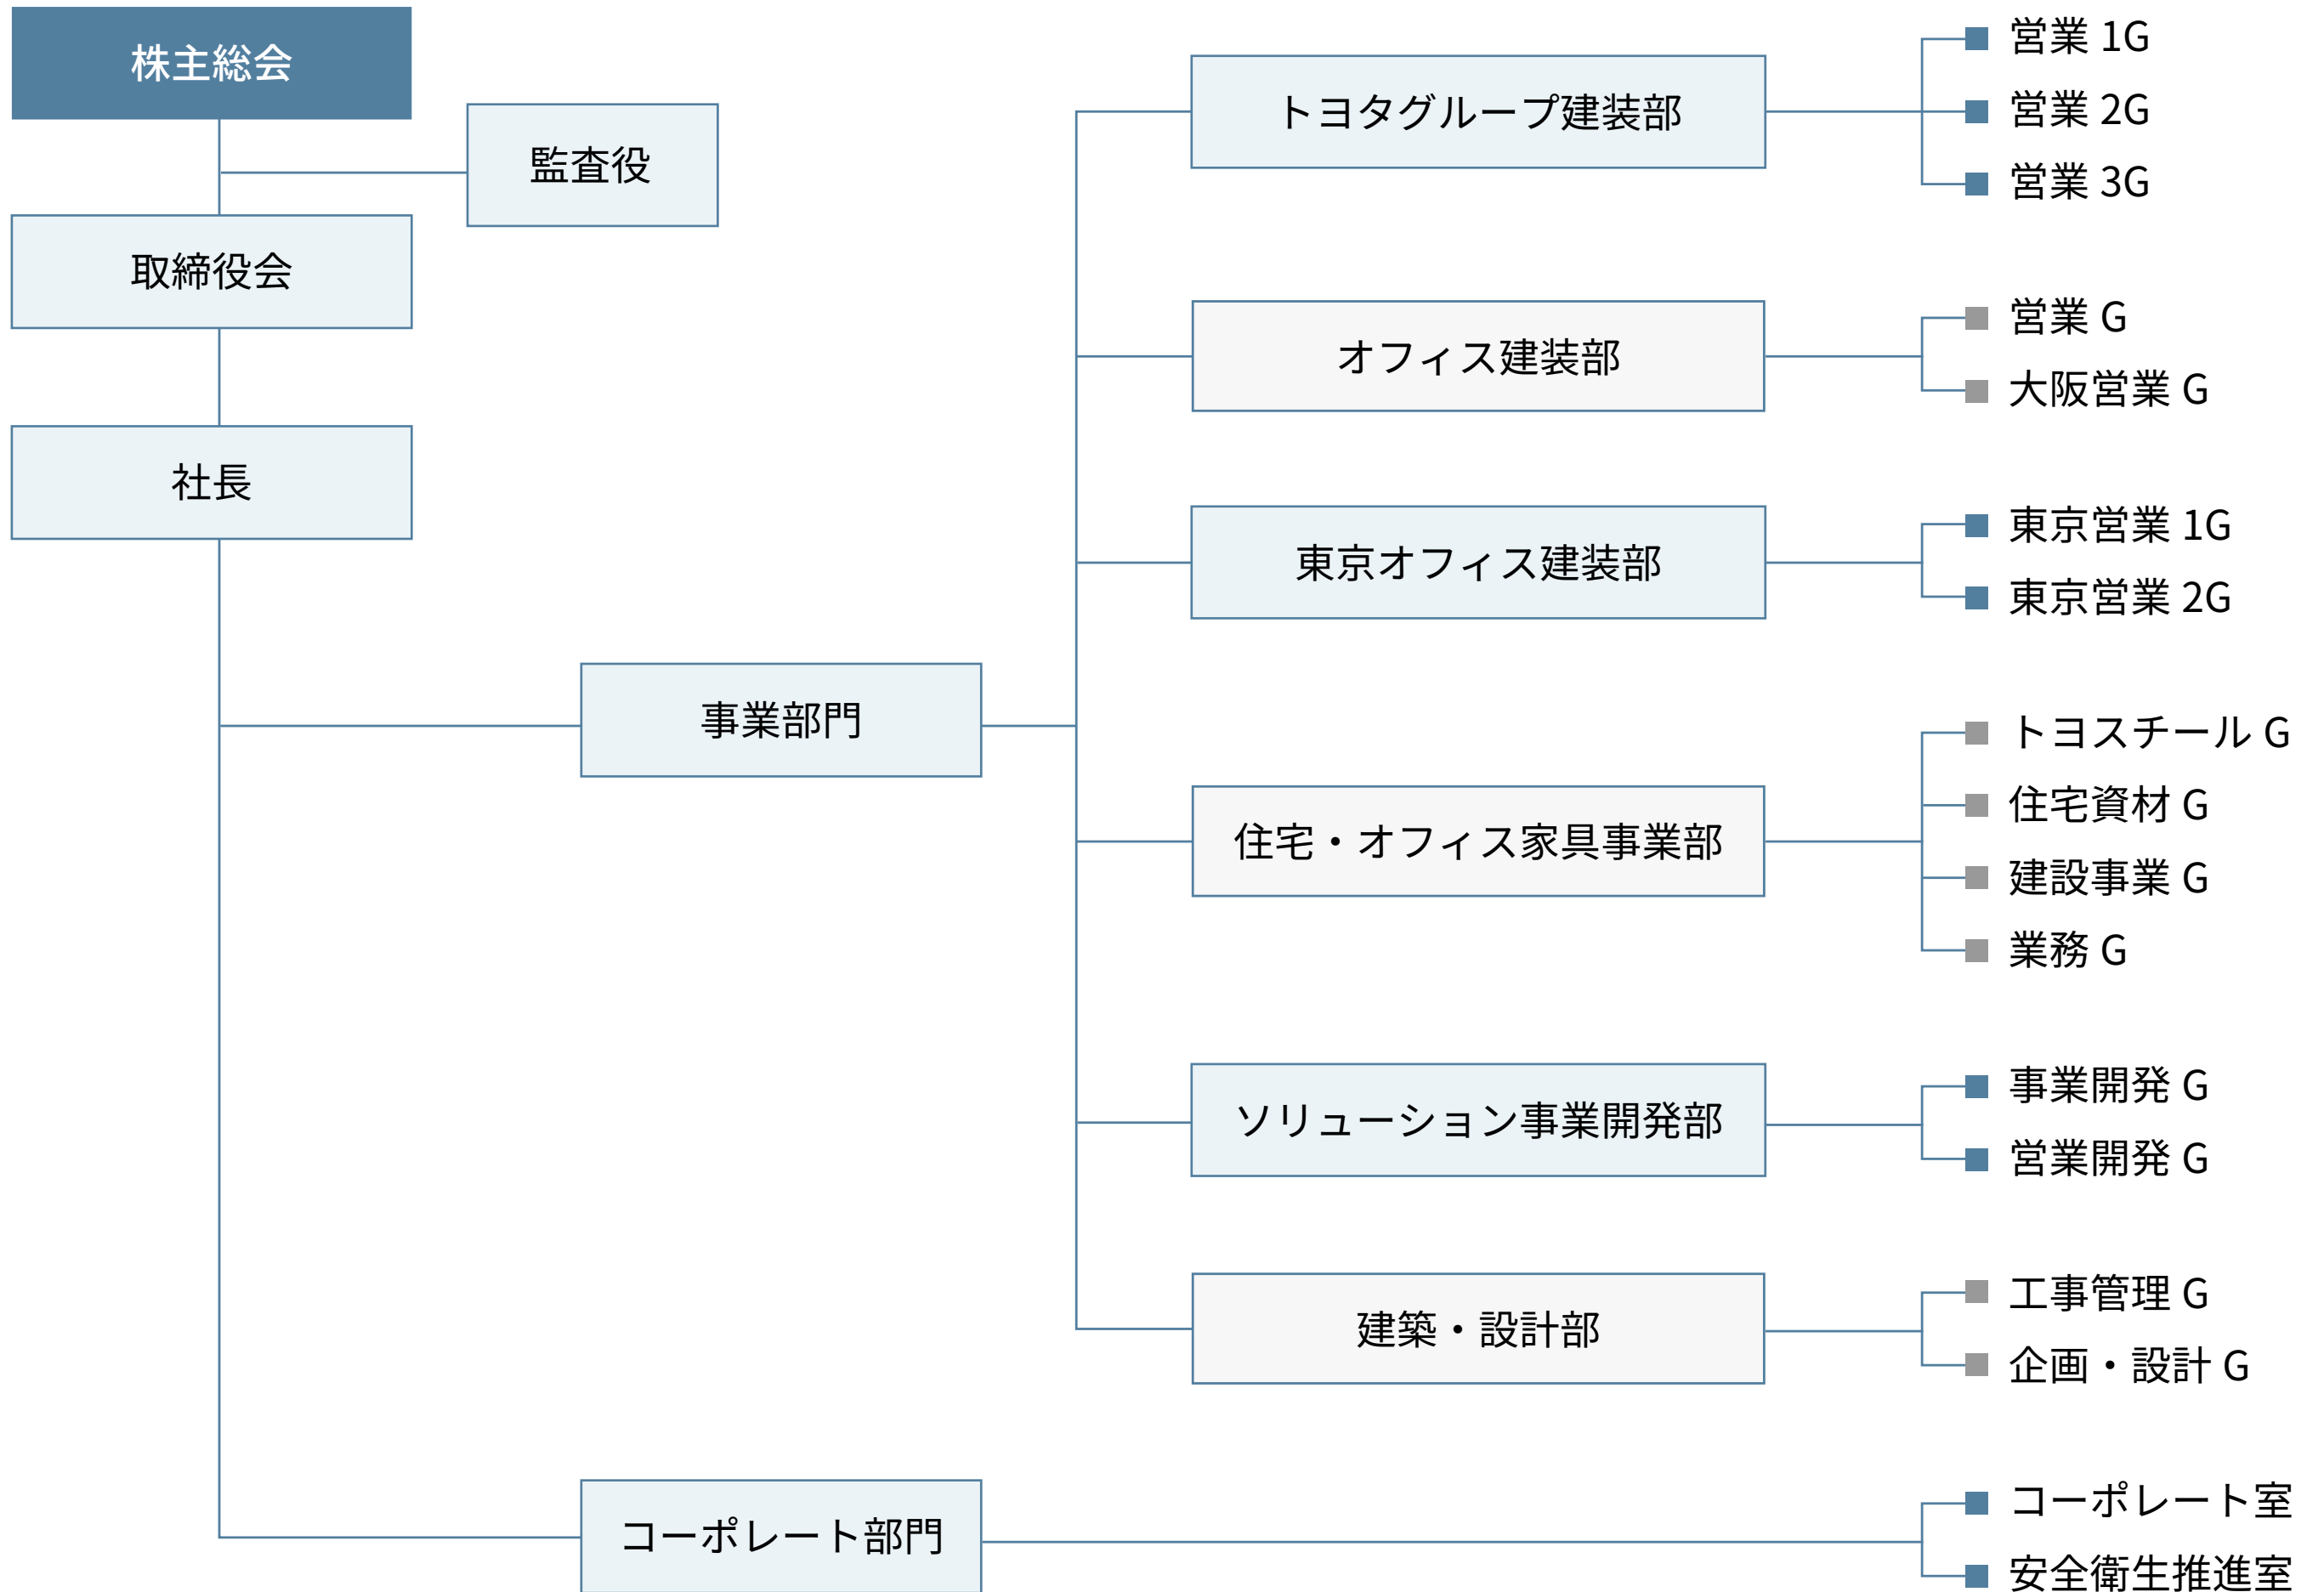 株主総会
監査役
取締役会
社長
事業部門
トヨタグループ建装部
営業 1G
営業 2G
営業 3G
オフィス建装部
営業 G
大阪営業 G
東京オフィス建装部
東京営業 1G
東京営業 2G
住宅・オフィス家具事業部
トヨスチール G
住宅資材 G
建設事業 G
業務 G
ソリューション事業開発部
事業開発 G
営業開発 G
建築・設計部
工事管理 G
企画・設計 G
コーポレート部門
コーポレート室
安全衛生推進室